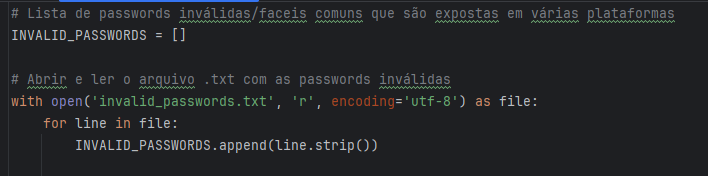 # Lista de passwords inválidas/faceis comuns que são expostas em várias plataformas
INVALID_PASSWORDS = []
# Abrir e ler o arquivo .txt com as passwords inválidas
with open('invalid_passwords.txt', 'r', encoding='utf-8') as file:
    for line in file:
        INVALID_PASSWORDS.append(line.strip())